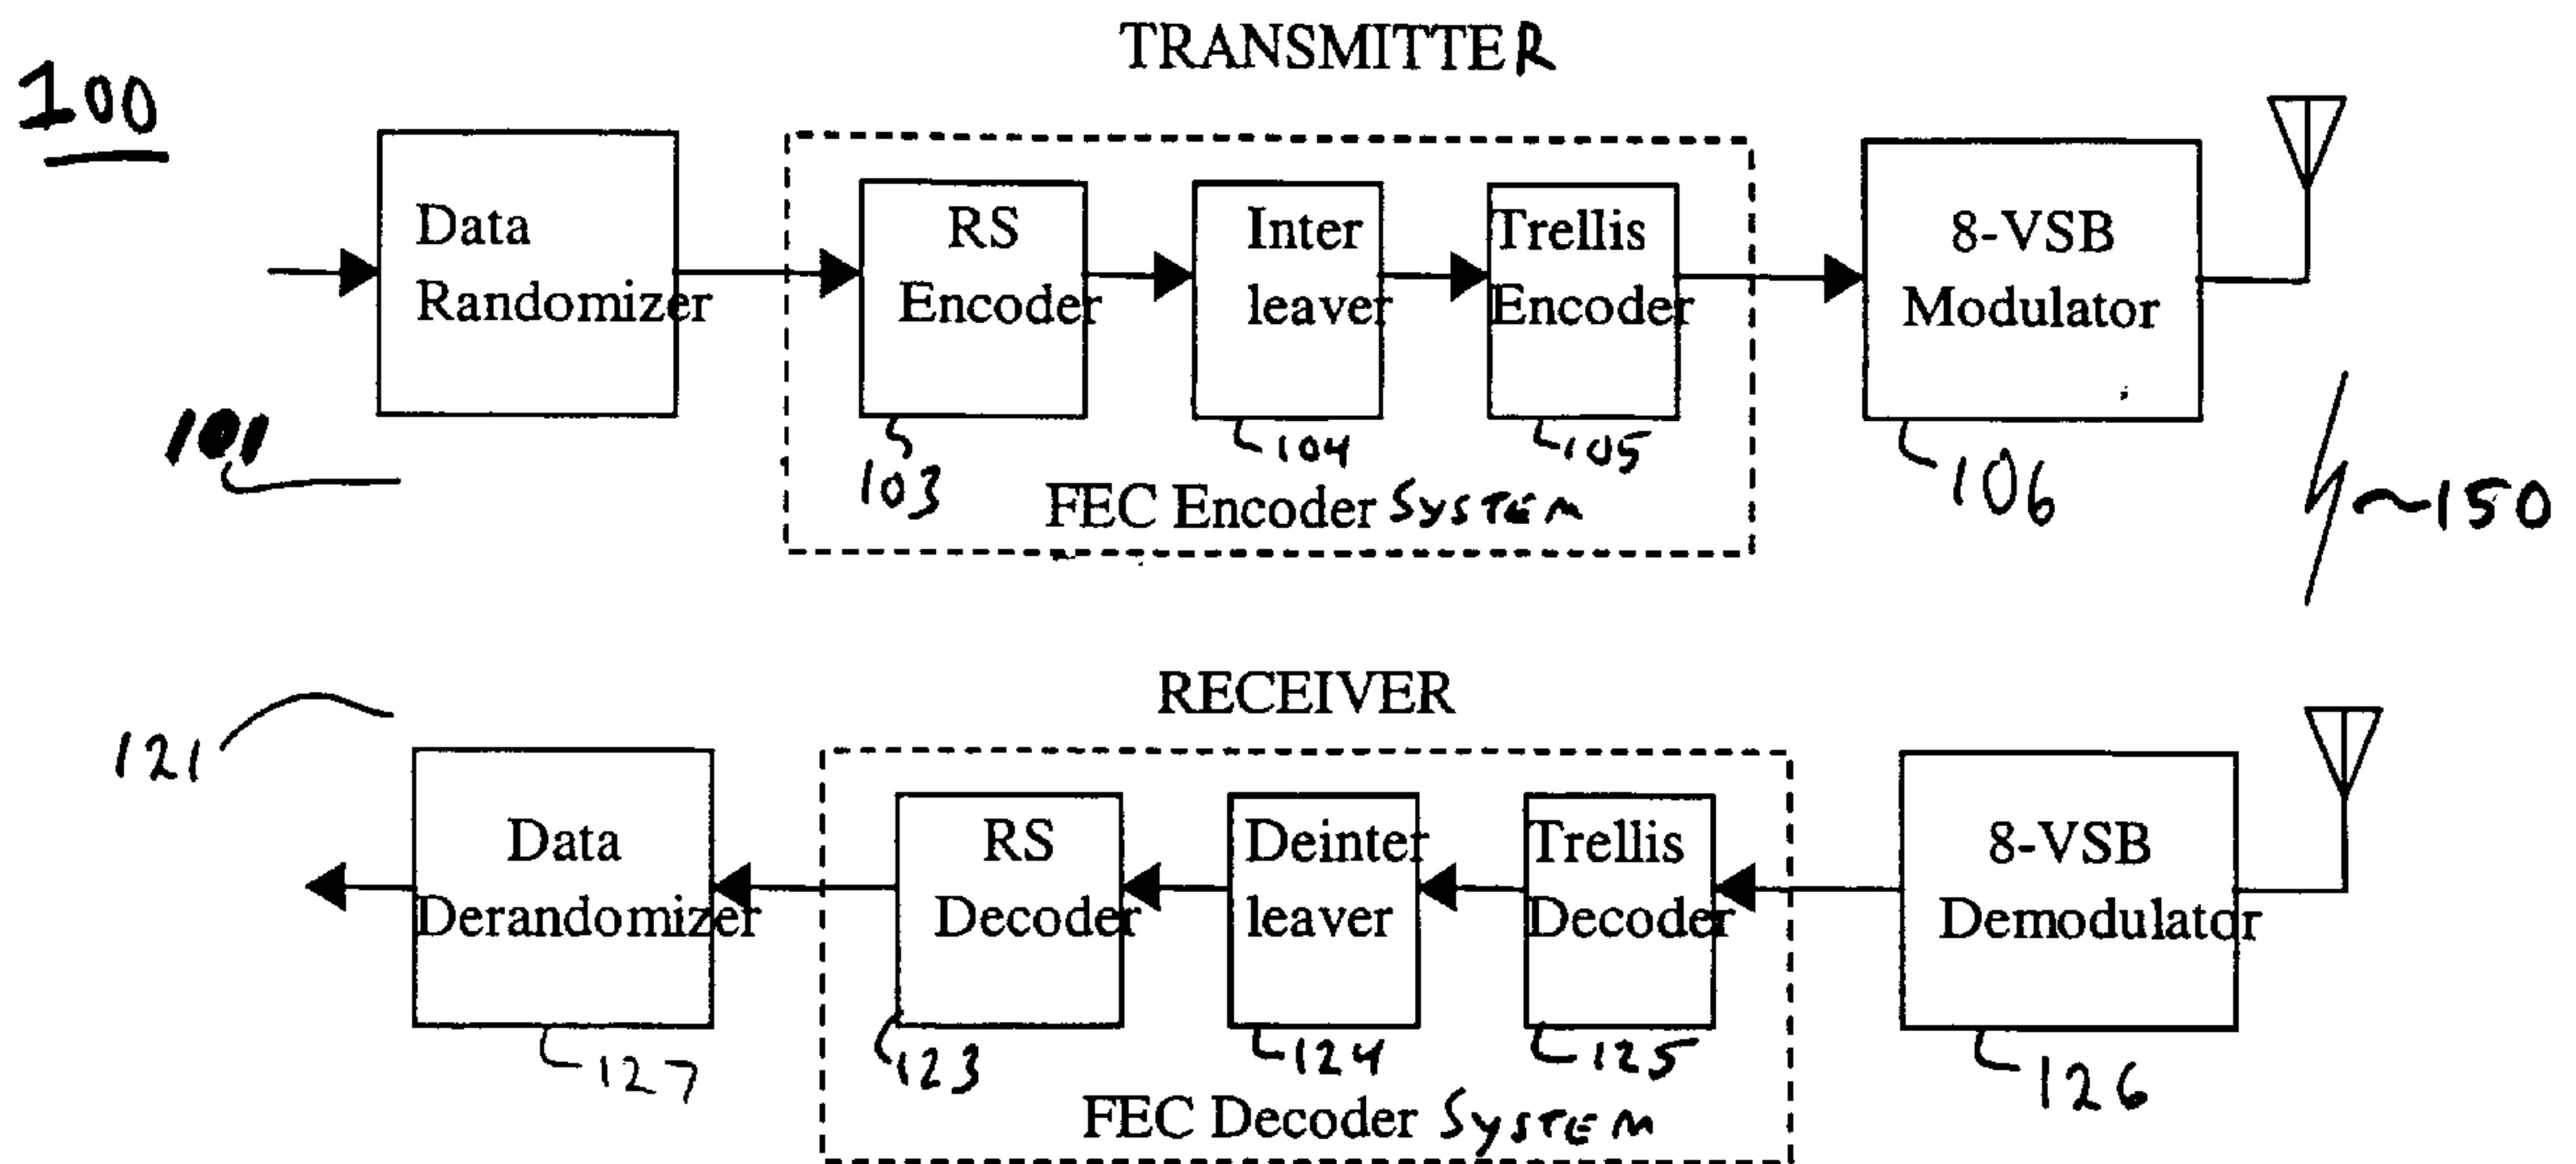 TRANSMITTER
100
Data
Randomizer
RS
Encoder
Inter
leaver
Trellis
Encoder
8-VSB
Modulator
101
103
104
105
106
FEC Encoder SYSTEM
~150
RECEIVER
121
Data
Derandomizer
RS
Decoder
Deinter
leaver
Trellis
Decoder
8-VSB
Demodulator
127
123
124
125
126
FEC Decoder SYSTEM